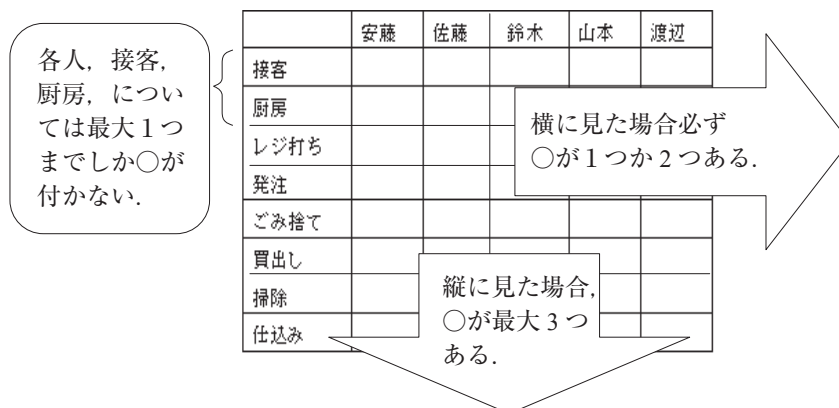 安藤 佐藤 鈴木 山本 渡辺
各人，接客，
厨房，につい
ては最大１つ
までしか○が
付かない．
接客
厨房
レジ打ち
発注
ごみ捨て
買出し
掃除
仕込み
横に見た場合必ず
○が１つか２つある．
縦に見た場合，
○が最大３つ
ある．